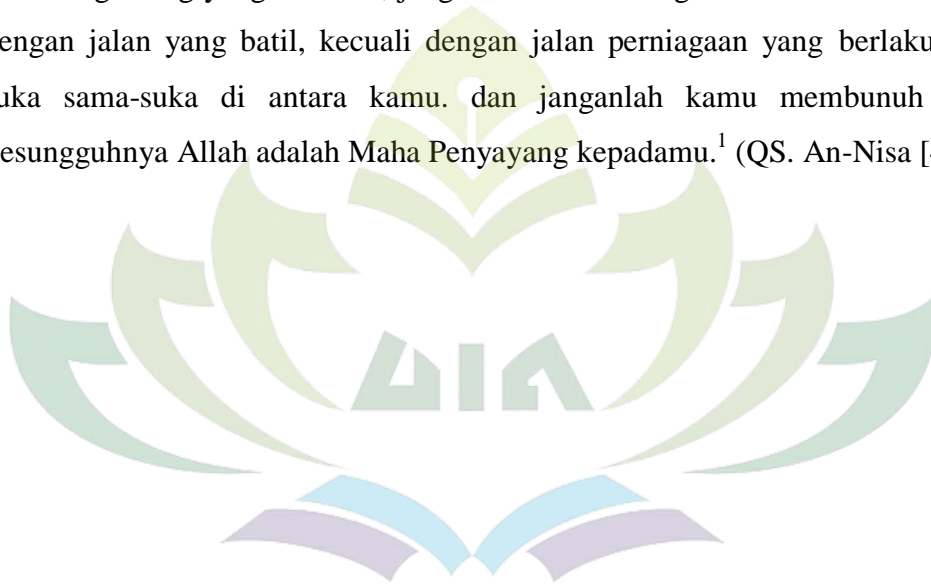 engan jalan yang batil, kecuali dengan jalan perniagaan yang berlaku
uka sama-suka di antara kamu. dan janganlah kamu membunuh
esungguhnya Allah adalah Maha Penyayang kepadamu.¹ (QS. An-Nisa [
UIN